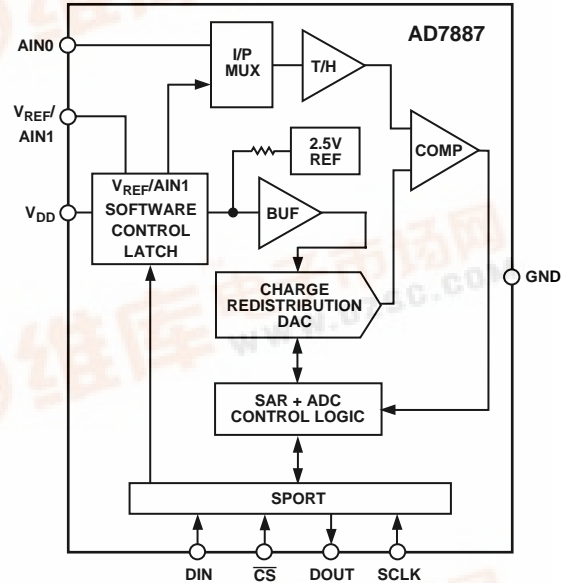 AD7887
AIN0
I/P
MUX
T/H
VREF/
AIN1
2.5V
REF
COMP
VREF/AIN1
SOFTWARE
CONTROL
LATCH
VDD
BUF
GND
CHARGE
REDISTRIBUTION
DAC
SAR + ADC
CONTROL LOGIC
SPORT
DIN
CS
DOUT
SCLK